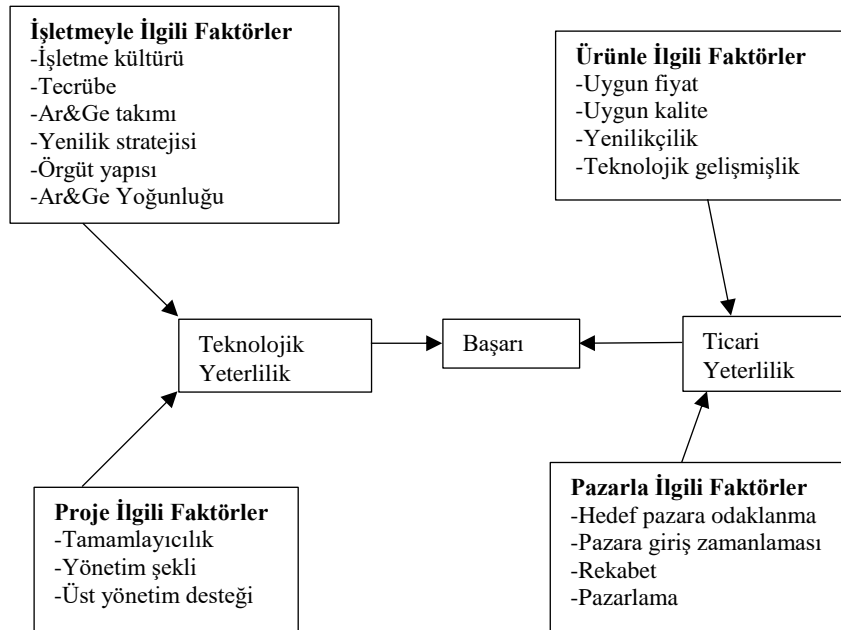 İşletmeyle İlgili Faktörler
-İşletme kültürü
-Tecrübe
-Ar&Ge takımı
-Yenilik stratejisi
-Örgüt yapısı
-Ar&Ge Yoğunluğu
Ürünle İlgili Faktörler
-Uygun fiyat
-Uygun kalite
-Yenilikçilik
-Teknolojik gelişmişlik
Teknolojik
Yeterlilik
Başarı
Ticari
Yeterlilik
Proje İlgili Faktörler
-Tamamlayıcılık
-Yönetim şekli
-Üst yönetim desteği
Pazarla İlgili Faktörler
-Hedef pazara odaklanma
-Pazara giriş zamanlaması
-Rekabet
-Pazarlama